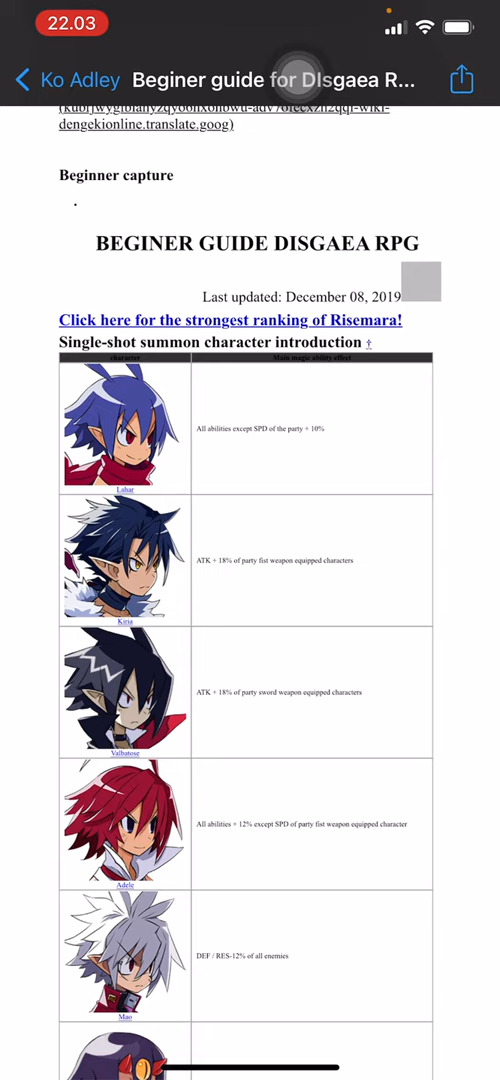 22.03
Ko Adley
Beginer guide for DIsgaea R...
dengekionline.translate.goog)
Beginner capture
.
BEGINER GUIDE DISGAEA RPG
Last updated: December 08, 2019
Click here for the strongest ranking of Risemara!
Single-shot summon character introduction †
character Main magic ability effect
All abilities except SPD of the party + 10%
Lahar
ATK + 18% of party fist weapon equipped characters
Kiria
ATK + 18% of party sword weapon equipped characters
Valbatose
All abilities + 12% except SPD of party fist weapon equipped character
Adele
DEF / RES-12% of all enemies
Mao